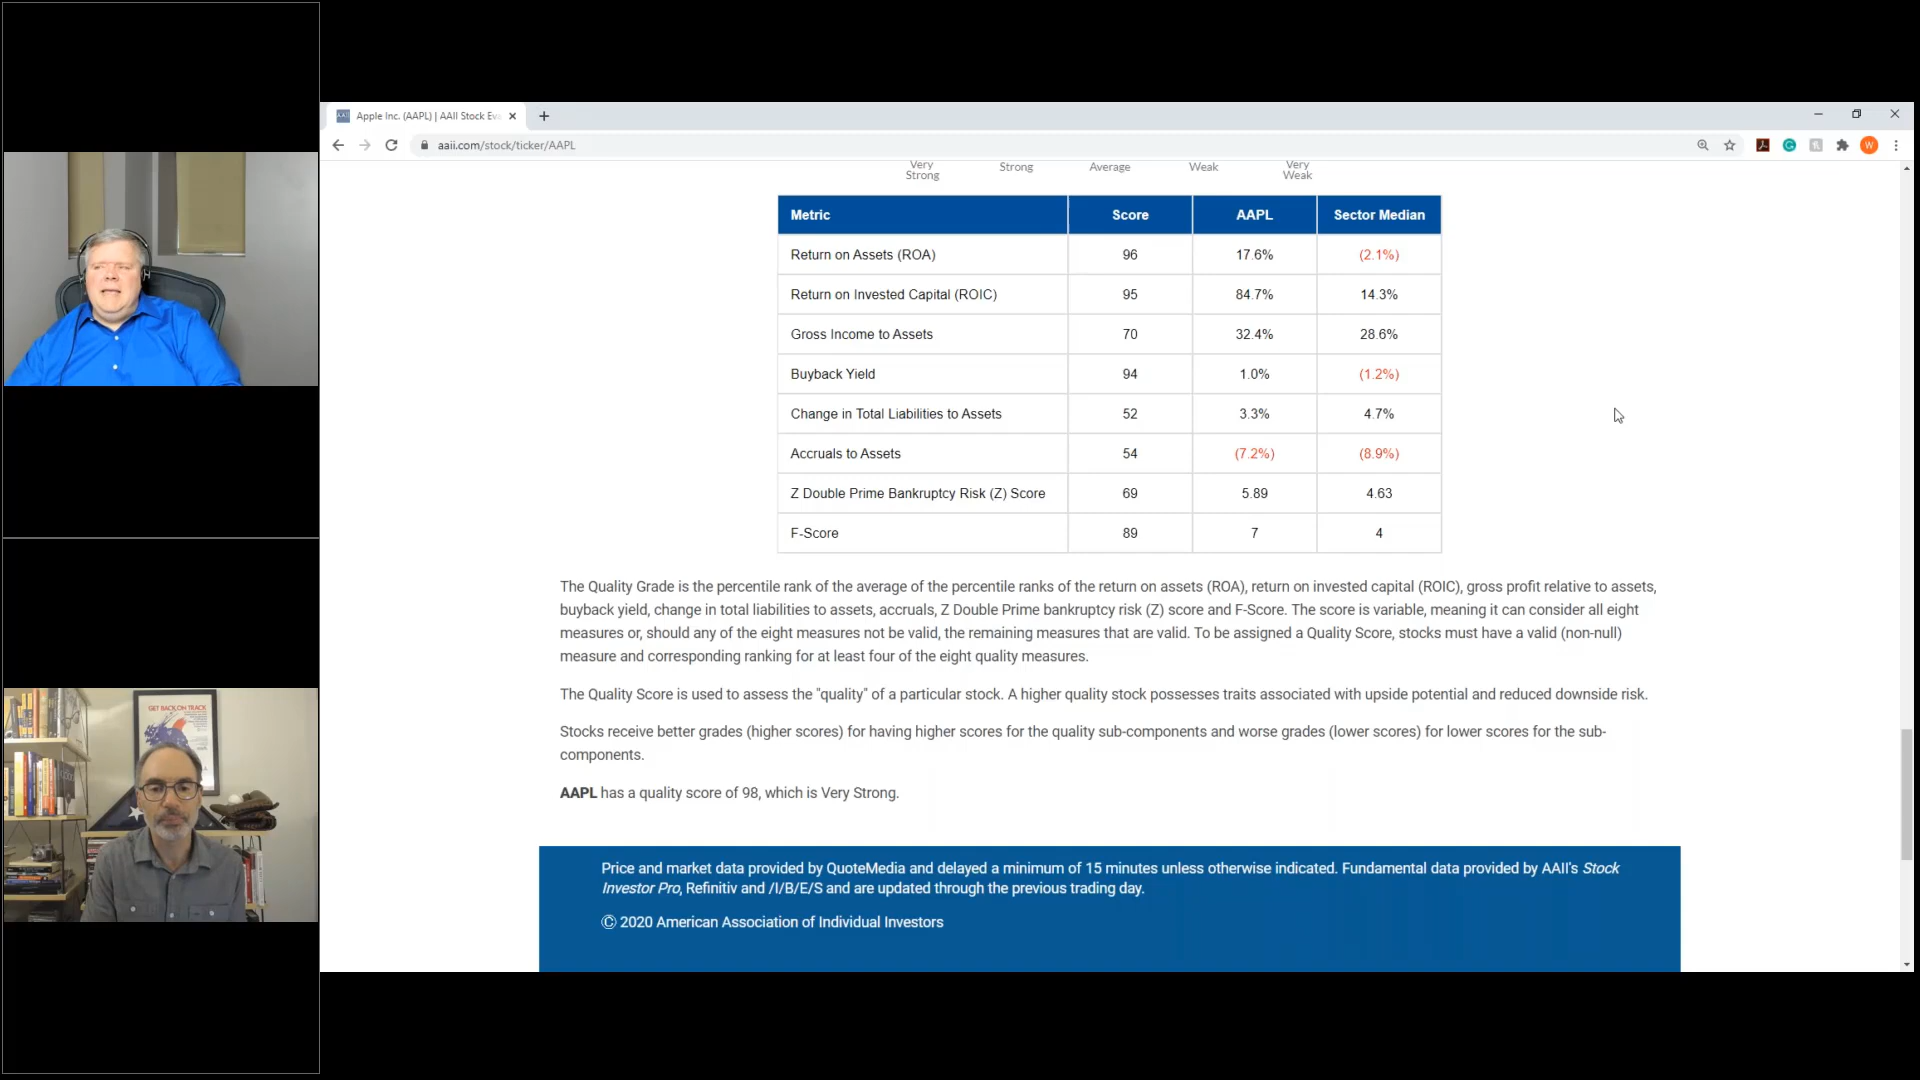 Apple Inc. (AAPL) | AAII Stock Ev
aaii.com/stock/ticker/AAPL
W
Very Strong
Strong
Average
Weak
Very Weak
Metric Score AAPL Sector Median
Return on Assets (ROA) 96 17.6% (2.1%)
Return on Invested Capital (ROIC) 95 84.7% 14.3%
Gross Income to Assets 70 32.4% 28.6%
Buyback Yield 94 1.0% (1.2%)
Change in Total Liabilities to Assets 52 3.3% 4.7%
Accruals to Assets 54 (7.2%) (8.9%)
Z Double Prime Bankruptcy Risk (Z) Score 69 5.89 4.63
F-Score 89 7 4
The Quality Grade is the percentile rank of the average of the percentile ranks of the return on assets (ROA), return on invested capital (ROIC), gross profit relative to assets,
buyback yield, change in total liabilities to assets, accruals, Z Double Prime bankruptcy risk (Z) score and F-Score. The score is variable, meaning it can consider all eight
measures or, should any of the eight measures not be valid, the remaining measures that are valid. To be assigned a Quality Score, stocks must have a valid (non-null)
measure and corresponding ranking for at least four of the eight quality measures.
The Quality Score is used to assess the "quality" of a particular stock. A higher quality stock possesses traits associated with upside potential and reduced downside risk.
Stocks receive better grades (higher scores) for having higher scores for the quality sub-components and worse grades (lower scores) for lower scores for the sub-
components.
AAPL has a quality score of 98, which is Very Strong.
Price and market data provided by QuoteMedia and delayed a minimum of 15 minutes unless otherwise indicated. Fundamental data provided by AAII's Stock
Investor Pro, Refinitiv and /I/B/E/S and are updated through the previous trading day.
© 2020 American Association of Individual Investors
GET BACK ON TRACK